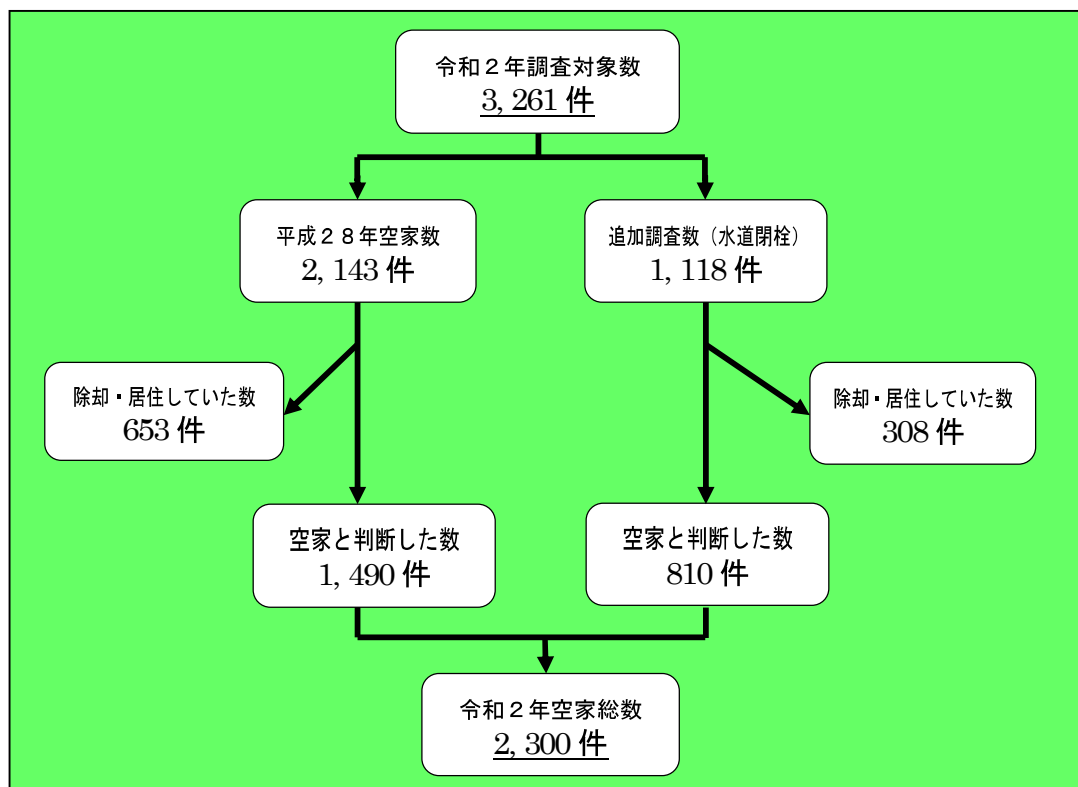 令和２年調査対象数
3, 261 件
平成２８年空家数
2, 143 件
追加調査数（水道閉栓）
1, 118 件
除却・居住していた数
653 件
除却・居住していた数
308 件
空家と判断した数
1, 490 件
空家と判断した数
810 件
令和２年空家総数
2, 300 件